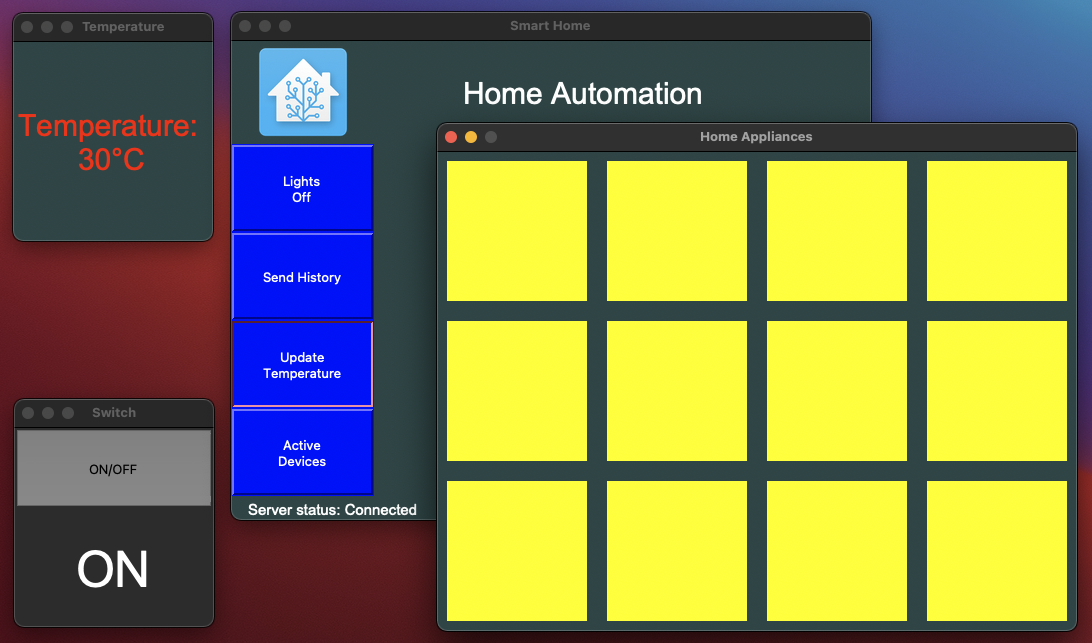 Temperature
Temperature:
30°C
Smart Home
Home Automation
Lights
Off
Send History
Update
Temperature
Active
Devices
Server status: Connected
Home Appliances
Switch
ON/OFF
ON